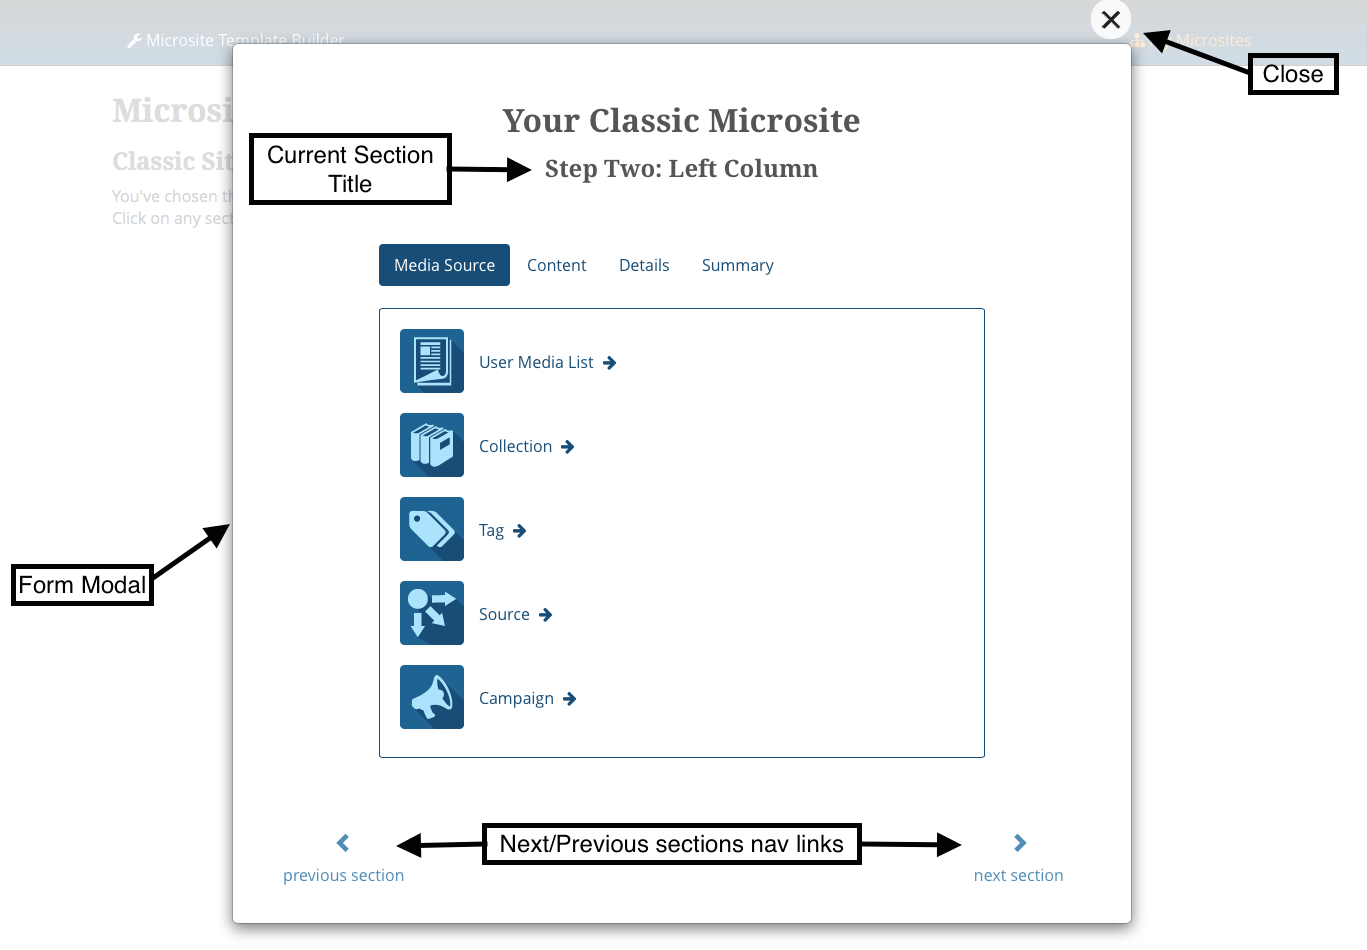 Microsite Template Builder
Microsites
Close
Microsi
Your Classic Microsite
Current Section
Title
Step Two: Left Column
Classic Sit
You've chosen th
Click on any sect
Media Source
Content
Details
Summary
User Media List
Collection
Tag
Source
Campaign
Form Modal
Next/Previous sections nav links
previous section
next section